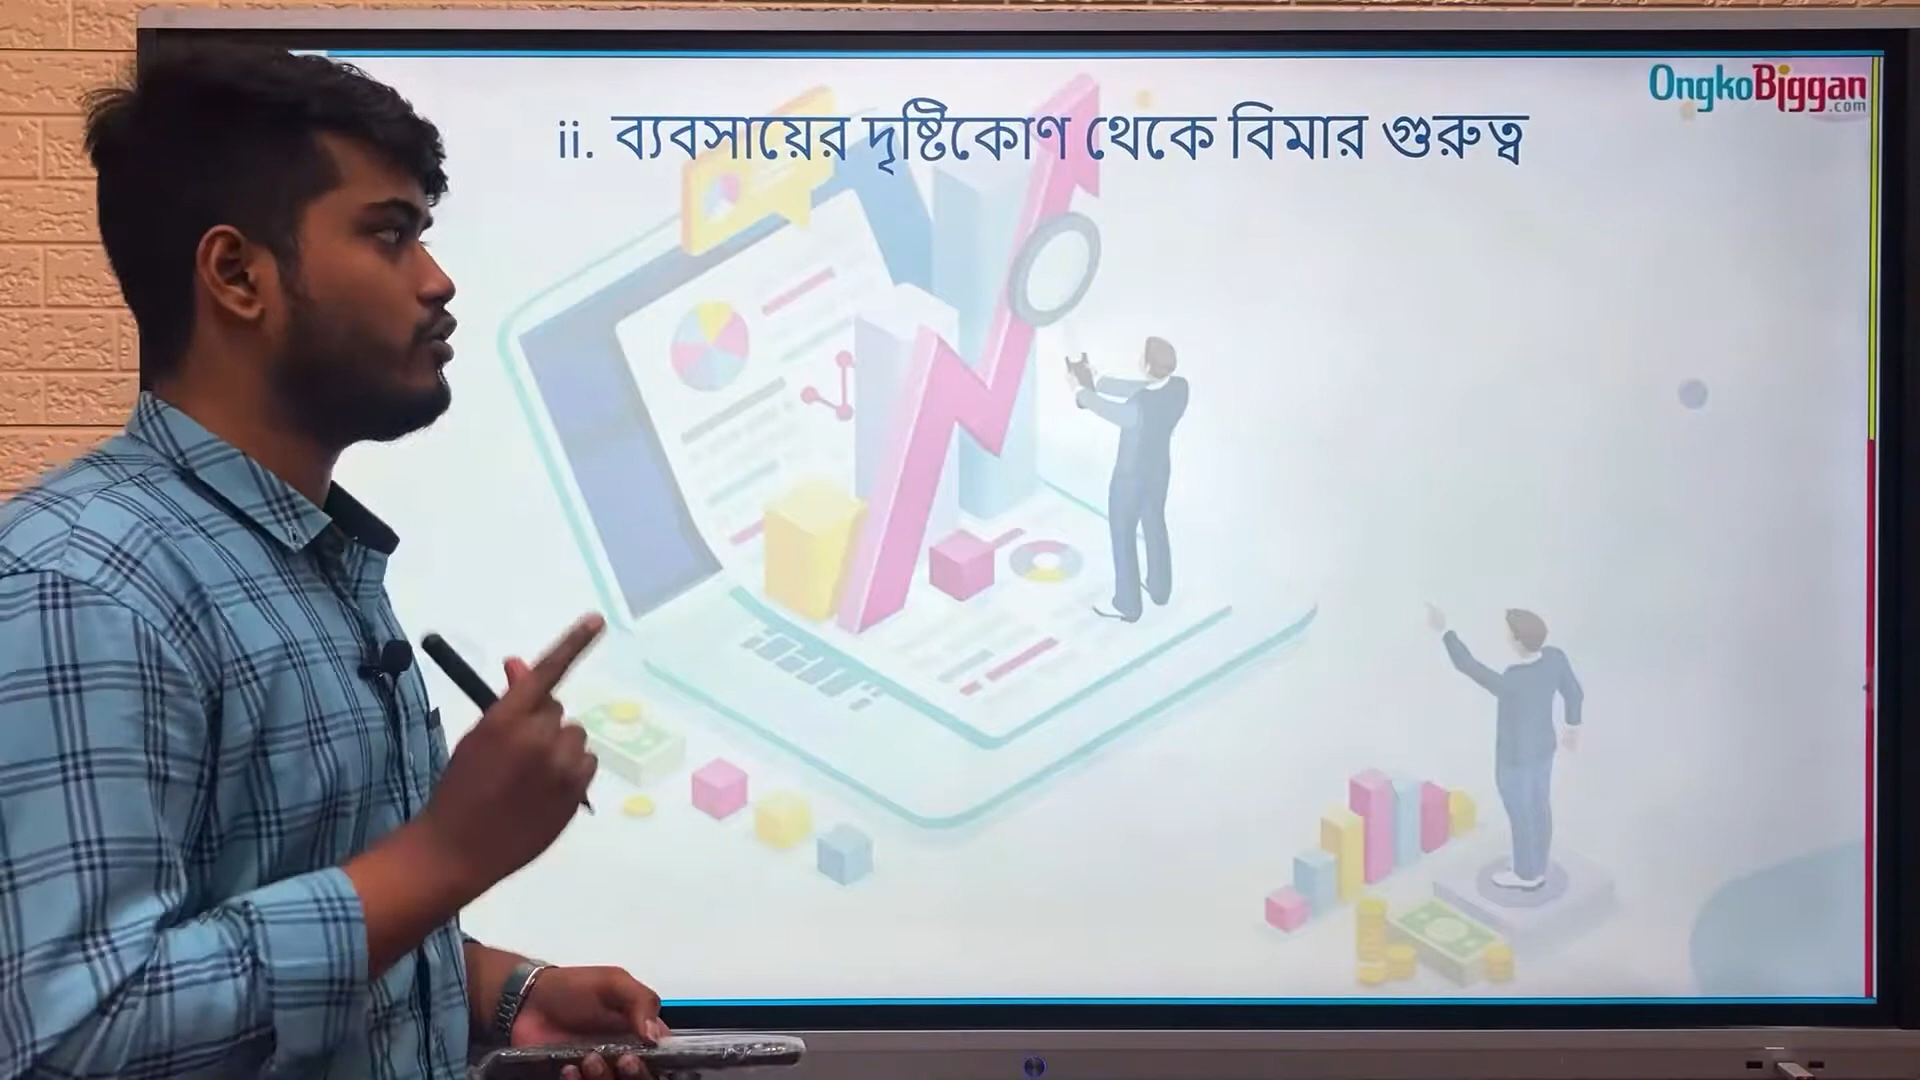 OngkoBiggan
.com
ii. ব্যবসায়ের দৃষ্টিকোণ থেকে বিমার গুরুত্ব